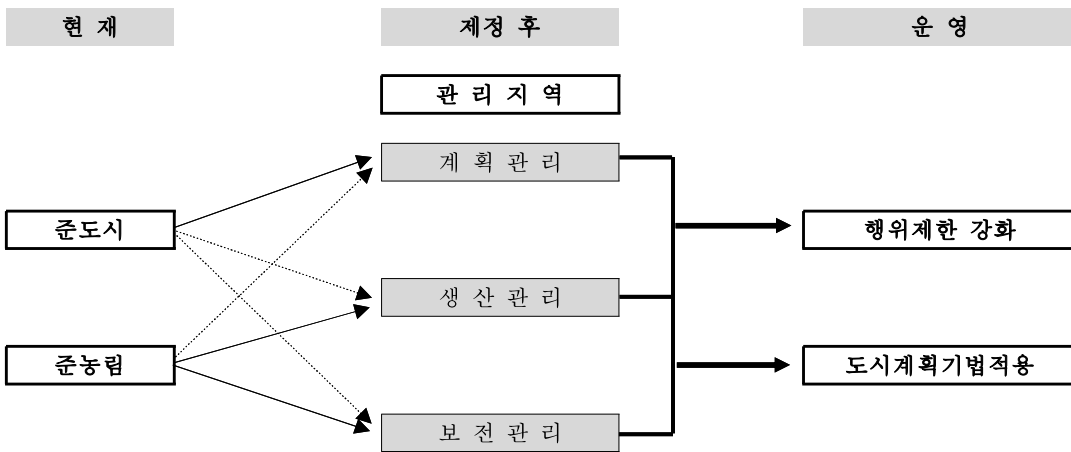 현 재
제정 후
운 영
관 리 지 역
계 획 관 리
준도시
행위제한 강화
생 산 관 리
준농림
도시계획기법적용
보 전 관 리